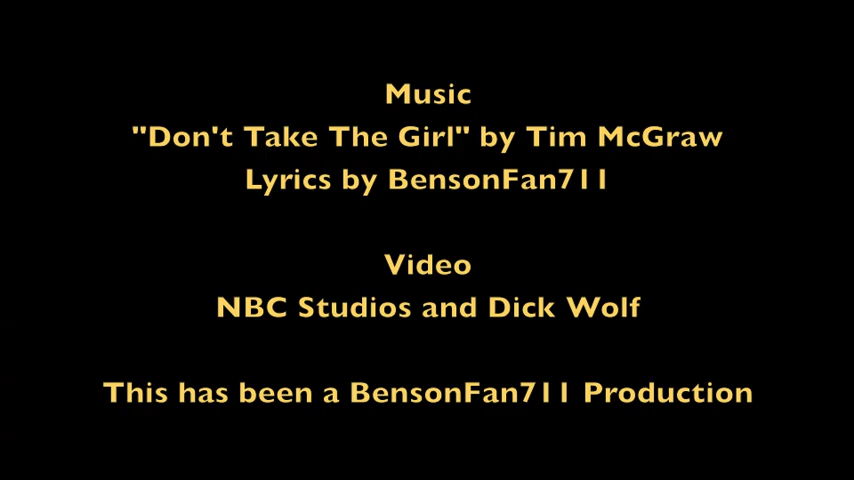 Music
"Don't Take The Girl" by Tim McGraw
Lyrics by BensonFan711
Video
NBC Studios and Dick Wolf
This has been a BensonFan711 Production